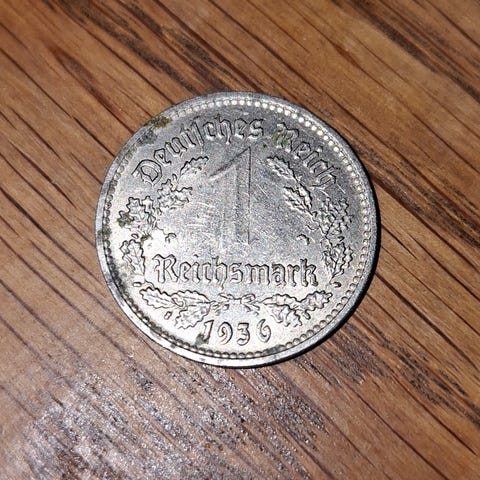 Deutsches Reich
1
Reichsmark
1936